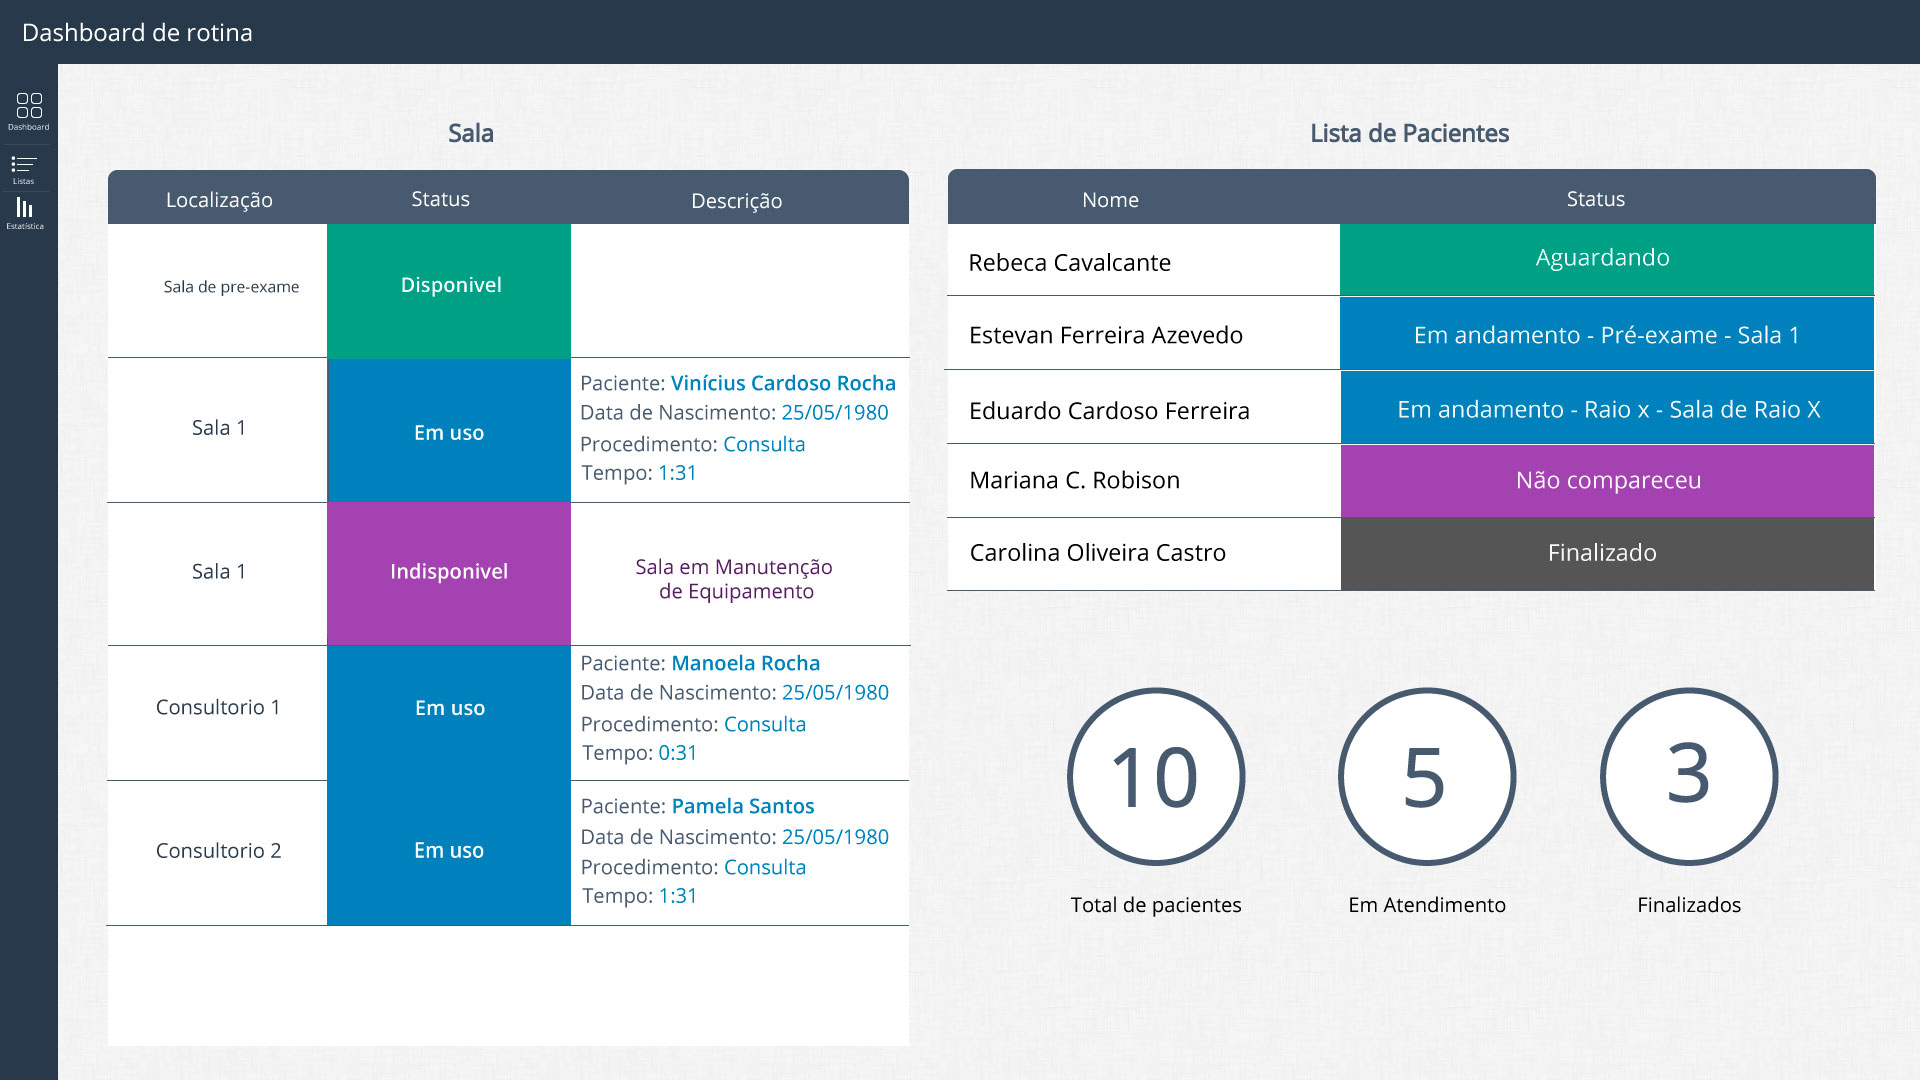 Dashboard de rotina
Dashboard
Listas
Estatística
Sala
Localização Status Descrição
Sala de pre-exame Disponivel
Sala 1 Em uso
Paciente: Vinícius Cardoso Rocha
Data de Nascimento: 25/05/1980
Procedimento: Consulta
Tempo: 1:31
Sala 1 Indisponivel
Sala em Manutenção
de Equipamento
Consultorio 1 Em uso
Paciente: Manoela Rocha
Data de Nascimento: 25/05/1980
Procedimento: Consulta
Tempo: 0:31
Consultorio 2 Em uso
Paciente: Pamela Santos
Data de Nascimento: 25/05/1980
Procedimento: Consulta
Tempo: 1:31
Lista de Pacientes
Nome Status
Rebeca Cavalcante Aguardando
Estevan Ferreira Azevedo Em andamento - Pré-exame - Sala 1
Eduardo Cardoso Ferreira Em andamento - Raio x - Sala de Raio X
Mariana C. Robison Não compareceu
Carolina Oliveira Castro Finalizado
10 5 3
Total de pacientes Em Atendimento Finalizados